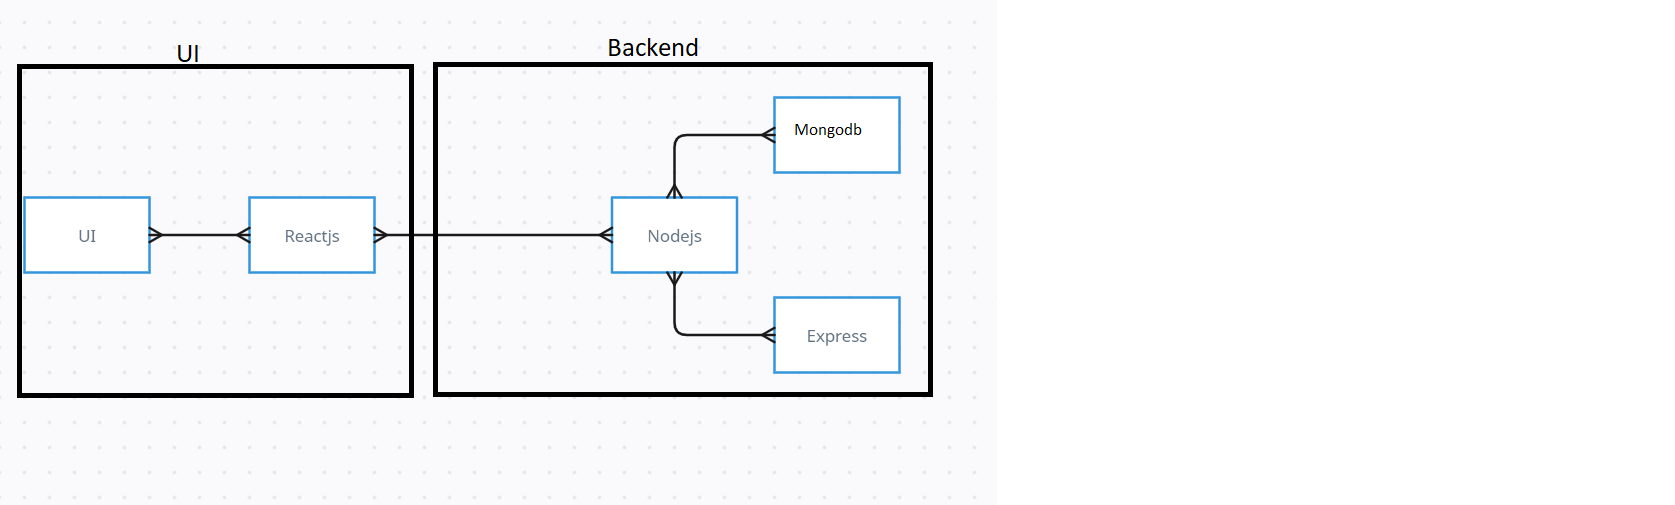 UI
Backend
Mongodb
UI
Reactjs
Nodejs
Express